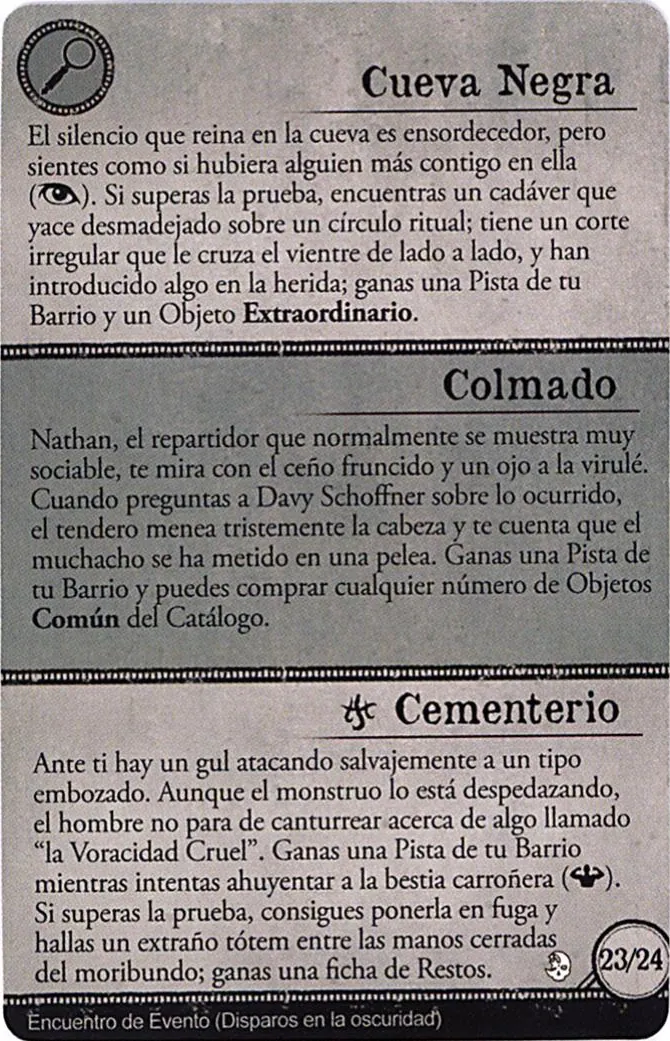 Cueva Negra
El silencio que reina en la cueva es ensordecedor, pero
sientes como si hubiera alguien más contigo en ella
(). Si superas la prueba, encuentras un cadáver que
yace desmadejado sobre un círculo ritual; tiene un corte
irregular que le cruza el vientre de lado a lado, y han
introducido algo en la herida; ganas una Pista de tu
Barrio y un Objeto Extraordinario.
Colmado
Nathan, el repartidor que normalmente se muestra muy
sociable, te mira con el ceño fruncido y un ojo a la virulé.
Cuando preguntas a Davy Schoffner sobre lo ocurrido,
el tendero menea tristemente la cabeza y te cuenta que el
muchacho se ha metido en una pelea. Ganas una Pista de
tu Barrio y puedes comprar cualquier número de Objetos
Común del Catálogo.
Cementerio
Ante ti hay un gul atacando salvajemente a un tipo
embozado. Aunque el monstruo lo está despedazando,
el hombre no para de canturrear acerca de algo llamado
“la Voracidad Cruel”. Ganas una Pista de tu Barrio
mientras intentas ahuyentar a la bestia carroñera ().
Si superas la prueba, consigues ponerla en fuga y
hallas un extraño tótem entre las manos cerradas
del moribundo; ganas una ficha de Restos.
23/24
Encuentro de Evento (Disparos en la oscuridad)